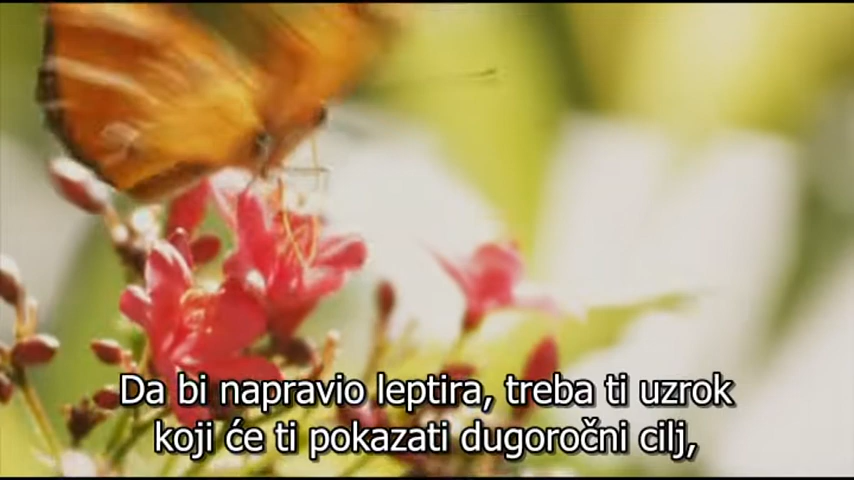 Da bi napravio leptira, treba ti uzrok
koji će ti pokazati dugoročni cilj,